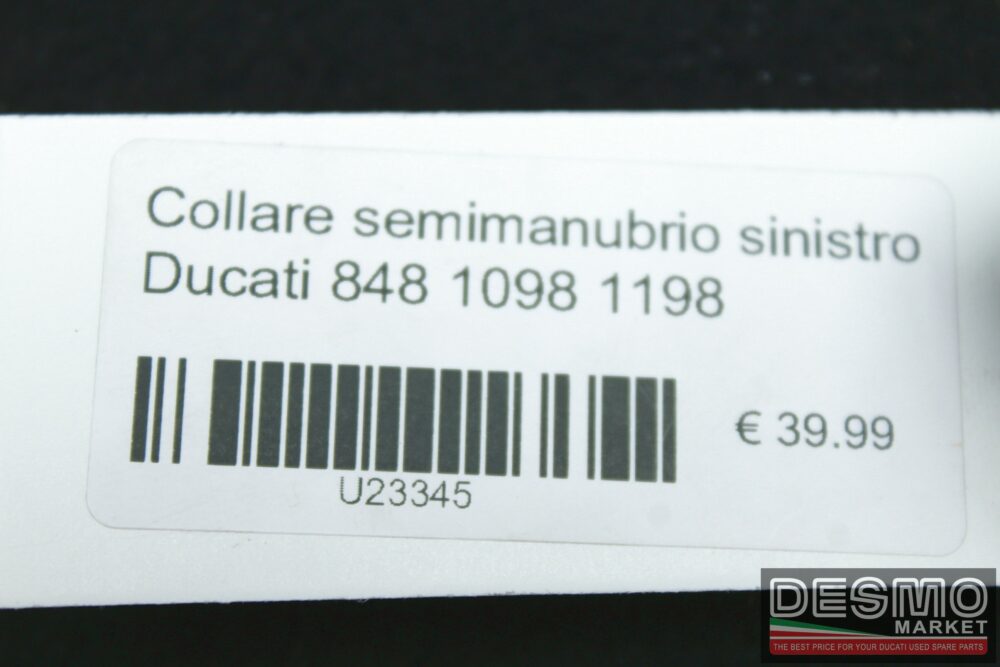 Collare semimanubrio sinistro
Ducati 848 1098 1198
€ 39.99
U23345
DESMO
MARKET
THE BEST PRICE FOR YOUR DUCATI USED SPARE PARTS